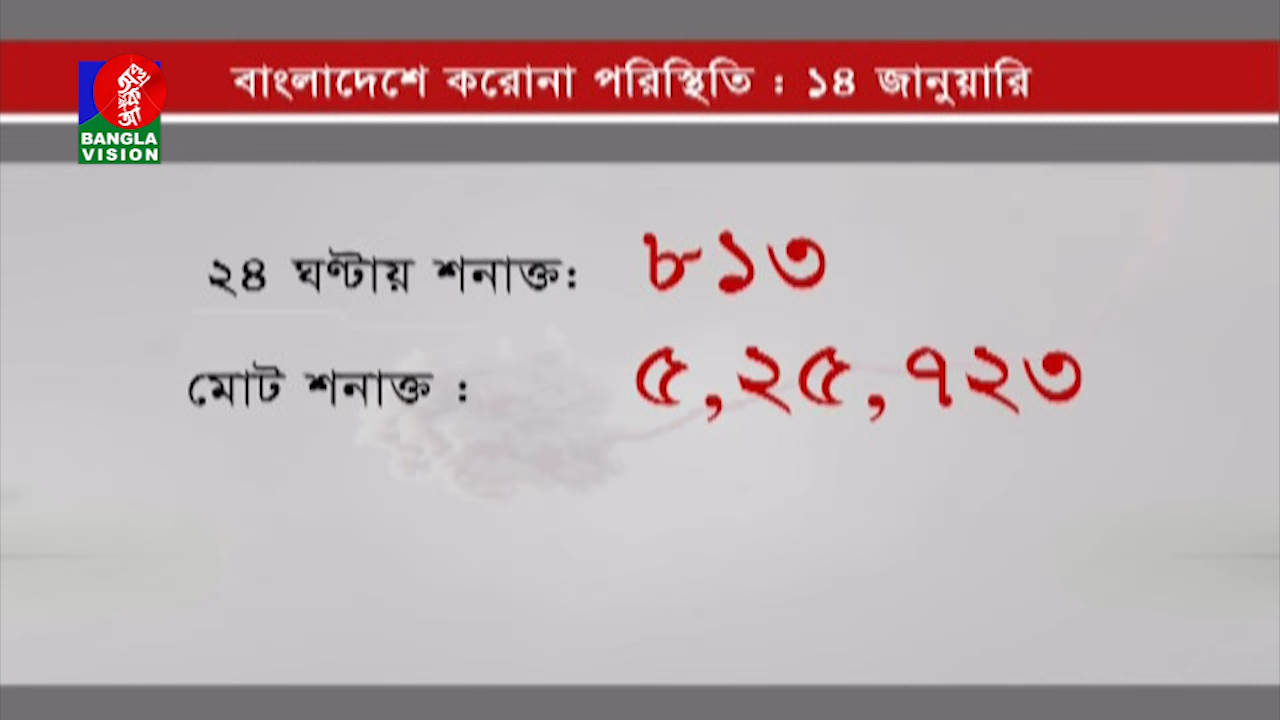 বাংলাদেশে করোনা পরিস্থিতি : ১৪ জানুয়ারি
BANGLA
VISION
২৪ ঘণ্টায় শনাক্ত: ৮১৩
মোট শনাক্ত : ৫,২৫,৭২৩